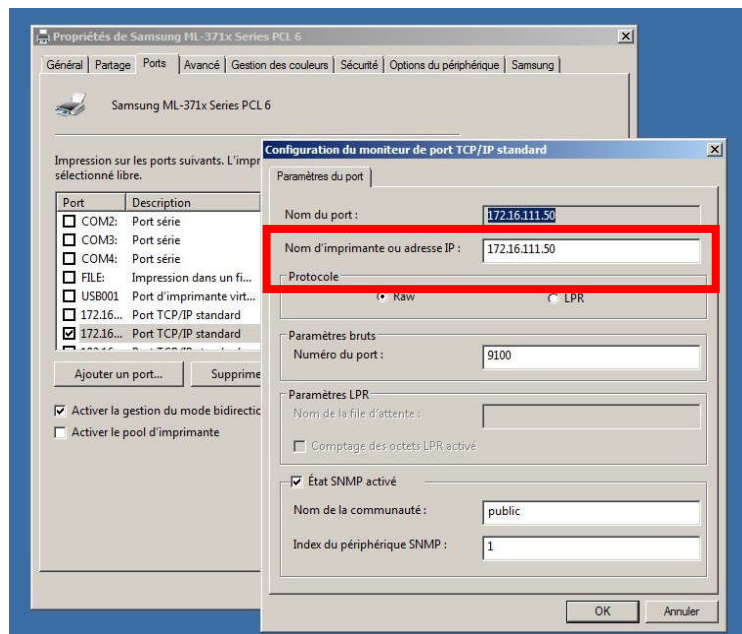 Propriétés de Samsung ML-371x Series PCL 6
Général Partage Ports Avancé Gestion des couleurs Sécurité Options du périphérique Samsung
Samsung ML-371x Series PCL 6
Impression sur les ports suivants. L'impr
sélectionné libre.
Port Description
COM2: Port série
COM3: Port série
COM4: Port série
FILE: Impression dans un fi...
USB001 Port d'imprimante virt...
172.16... Port TCP/IP standard
172.16... Port TCP/IP standard
Ajouter un port... Supprime
Activer la gestion du mode bidirectic
Activer le pool d'imprimante
Configuration du moniteur de port TCP/IP standard
Paramètres du port
Nom du port : 172.16.111.50
Nom d'imprimante ou adresse IP : 172.16.111.50
Protocole
Raw LPR
Paramètres bruts
Numéro du port : 9100
Paramètres LPR
Nom de la file d'attente :
Comptage des octets LPR activé
État SNMP activé
Nom de la communauté : public
Index du périphérique SNMP : 1
OK Annuler